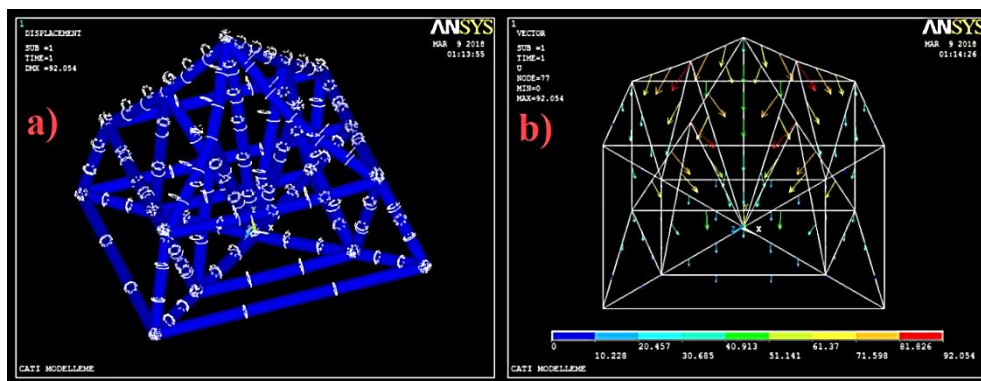 1
DISPLACEMENT
SUB =1
TIME=1
DMX =92.054
ANSYS
MAR 9 2018
01:13:55
a)
X
CATI MODELLEME
1
VECTOR
SUB =1
TIME=1
U
NODE=77
MIN=0
MAX=92.054
ANSYS
MAR 9 2018
01:14:26
b)
Z X
0 20.457 40.913 61.37 81.826
10.228 30.685 51.141 71.598 92.054
CATI MODELLEME